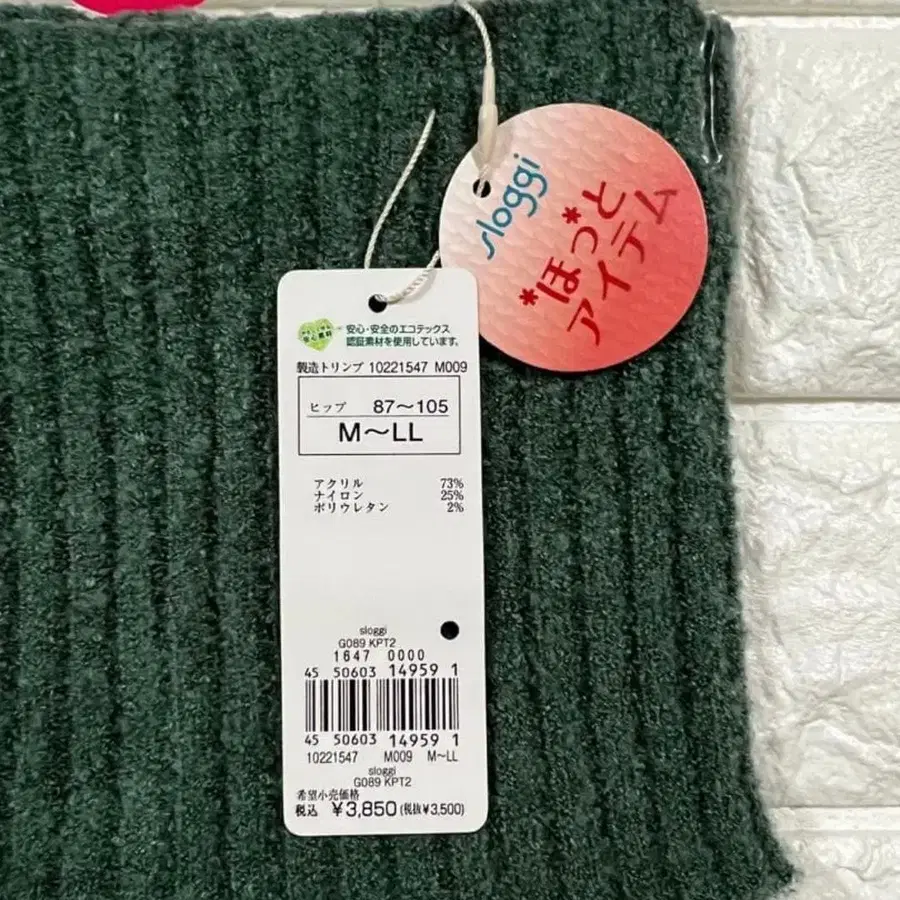 sloggi
*ほっ*と
アイテム
安心・安全のエコテックス
認証素材を使用しています。
製造トリンプ 10221547 M009
ヒップ 87～105
M～LL
アクリル 73%
ナイロン 25%
ポリウレタン 2%
sloggi
G089 KPT2
1647 0000
45 50603 14959 1
45 50603 14959 1
10221547 M009 M～LL
sloggi
G089 KPT2
希望小売価格
税込 ¥3,850(税抜¥3,500)